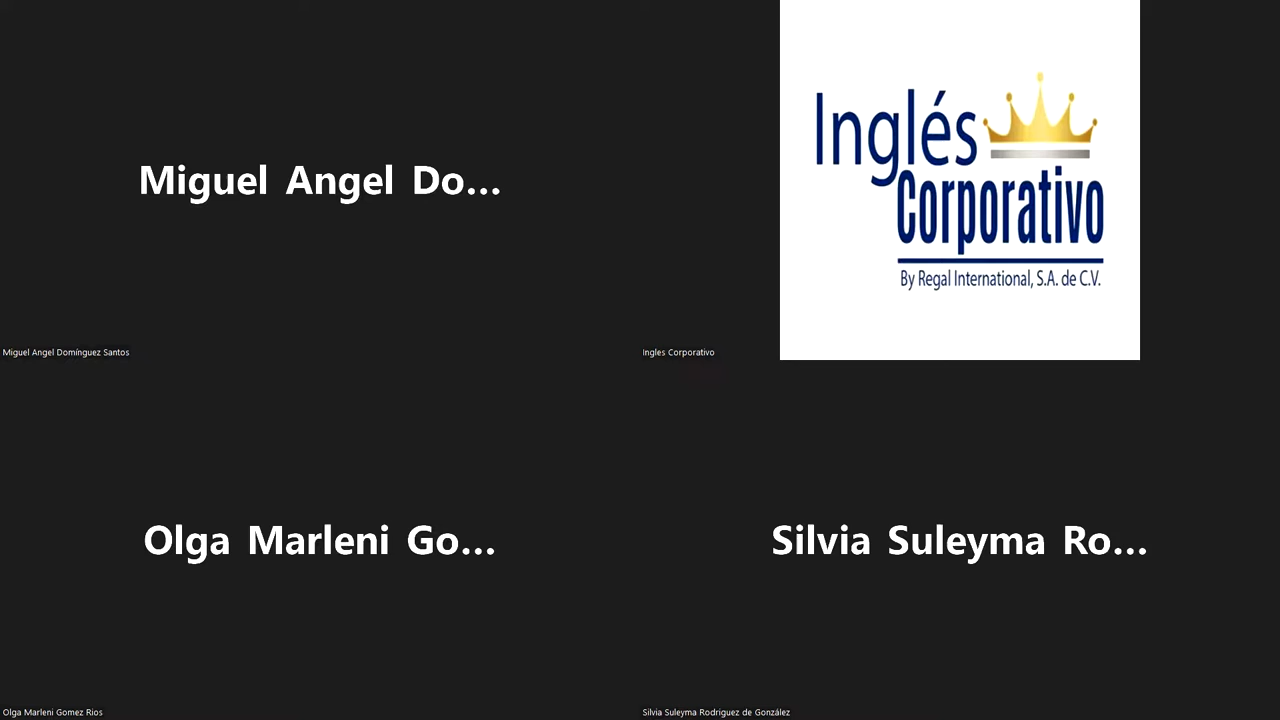 Miguel Angel Do...
Miguel Angel Domínguez Santos
Inglés
Corporativo
By Regal International, S.A. de C.V.
Ingles Corporativo
Olga Marleni Go...
Olga Marleni Gomez Rios
Silvia Suleyma Ro...
Silvia Suleyma Rodriguez de González